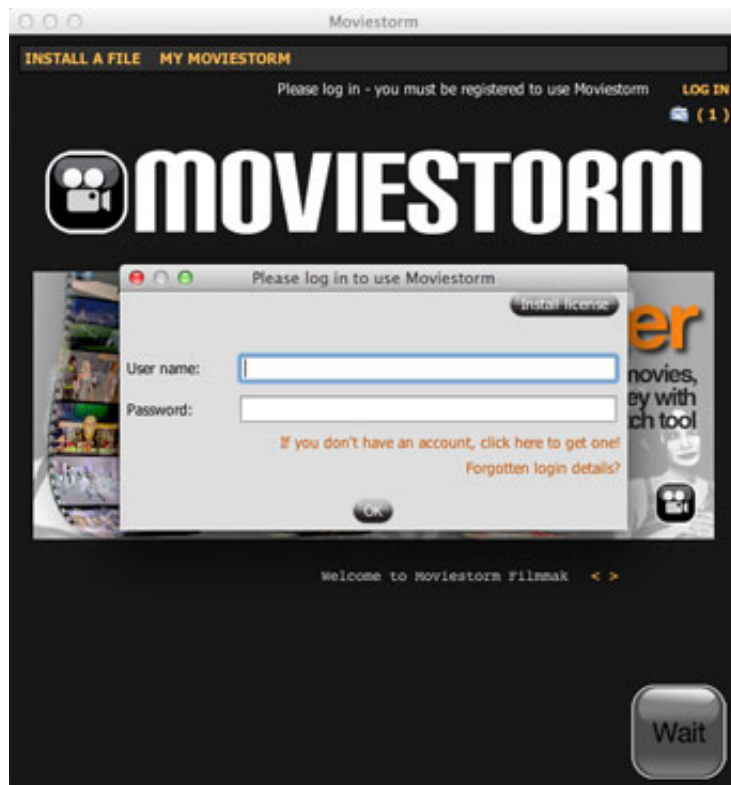 Moviestorm
INSTALL A FILE MY MOVIESTORM
Please log in - you must be registered to use Moviestorm LOG IN
( 1 )
MOVIESTORM
Please log in to use Moviestorm
Install license
er
User name:
movies,
ey with
Password:
tch tool
If you don't have an account, click here to get one!
Forgotten login details?
OK
Welcome to Moviestorm Filmmak < >
Wait